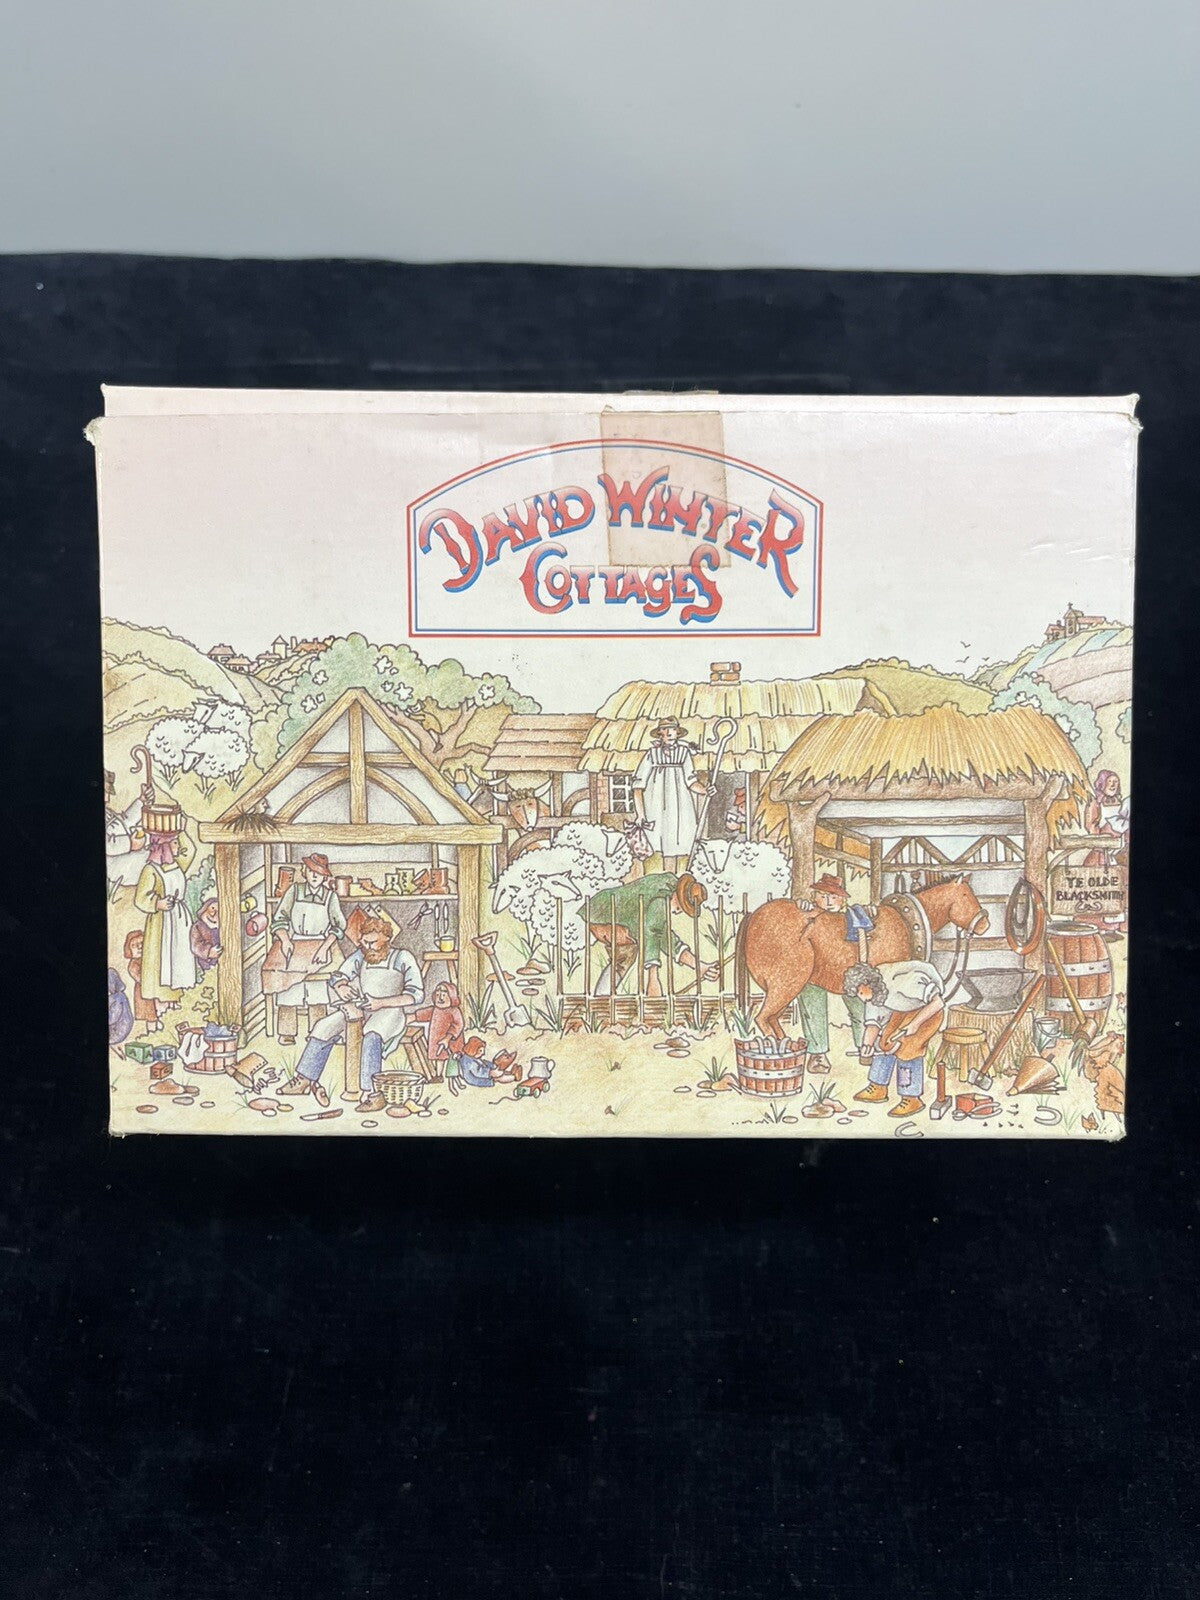 DAVID WINTER
COTTAGES
YE OLDE
BLACKSMITH